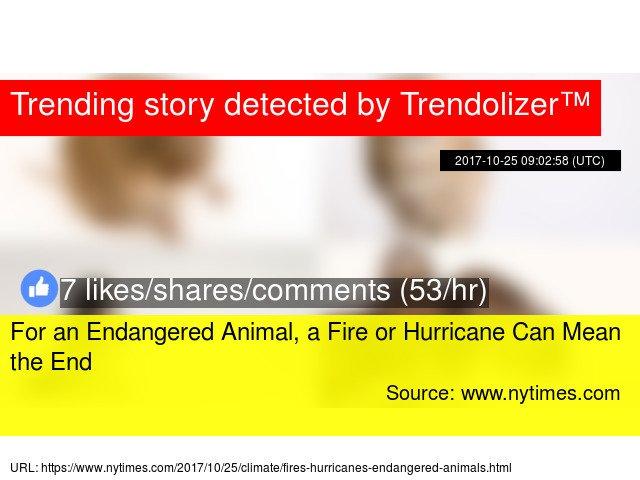 Trending story detected by Trendolizer™
2017-10-25 09:02:58 (UTC)
7 likes/shares/comments (53/hr)
For an Endangered Animal, a Fire or Hurricane Can Mean
the End
Source: www.nytimes.com
URL: https://www.nytimes.com/2017/10/25/climate/fires-hurricanes-endangered-animals.html